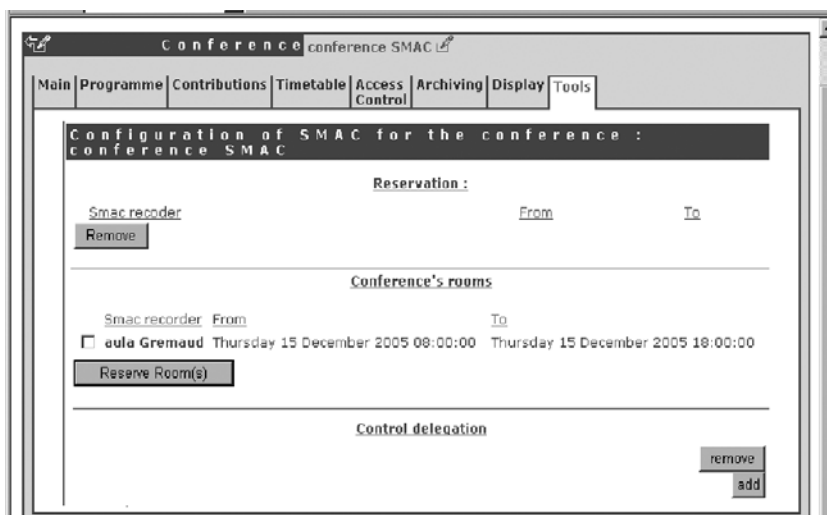 Conference conference SMAC
Main Programme Contributions Timetable Access Control Archiving Display Tools
Configuration of SMAC for the conference :
conference SMAC
Reservation :
Smac recoder From To
Remove
Conference's rooms
Smac recorder From To
aula Gremaud Thursday 15 December 2005 08:00:00 Thursday 15 December 2005 18:00:00
Reserve Room(s)
Control delegation
remove
add